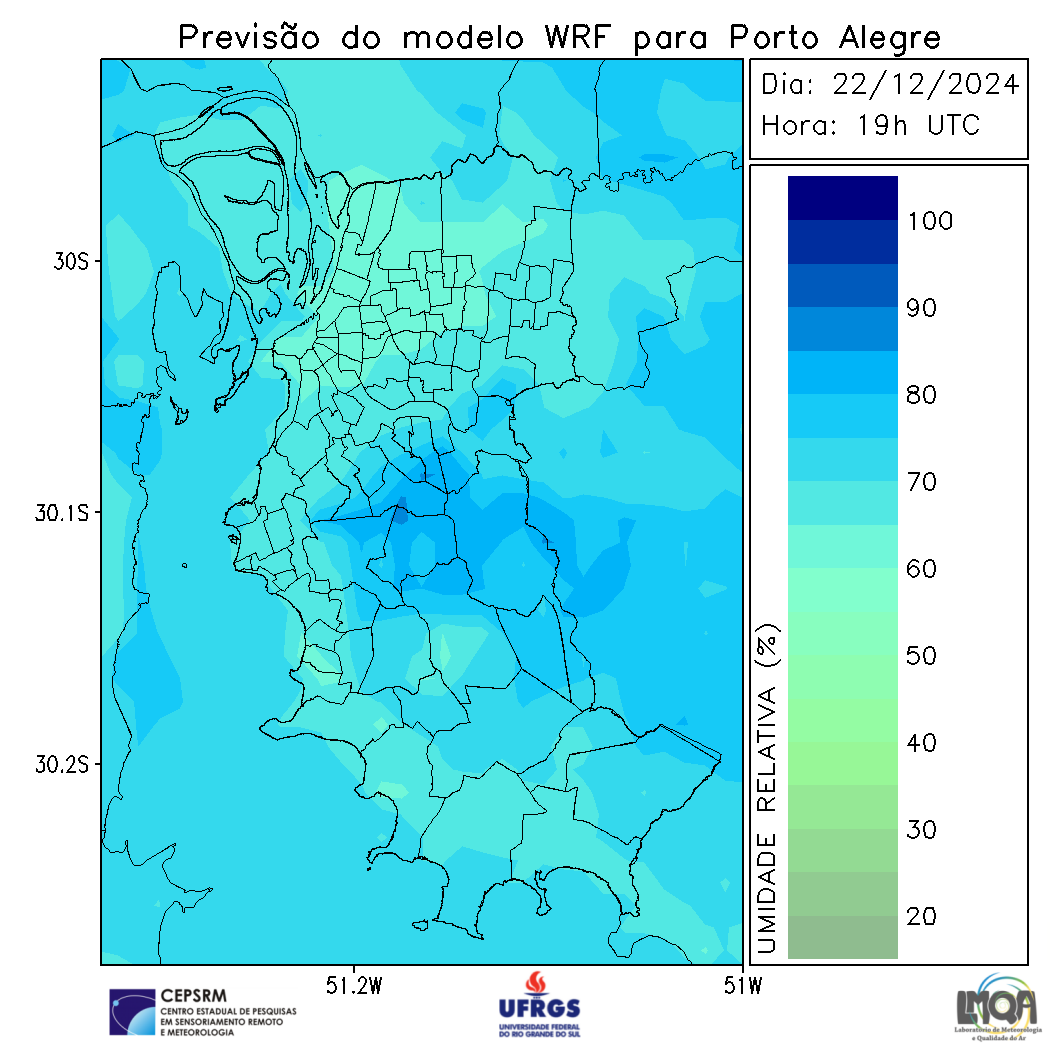 Previsão do modelo WRF para Porto Alegre
Dia: 22/12/2024
Hora: 19h UTC
30S
30.1S
30.2S
51.2W
51W
100
90
80
70
60
50
40
30
20
UMIDADE RELATIVA (%)
CEPSRM
CENTRO ESTADUAL DE PESQUISAS
EM SENSORIAMENTO REMOTO
E METEOROLOGIA
UFRGS
UNIVERSIDADE FEDERAL
DO RIO GRANDE DO SUL
LMQA
Laboratório de Meteorologia
e Qualidade do Ar